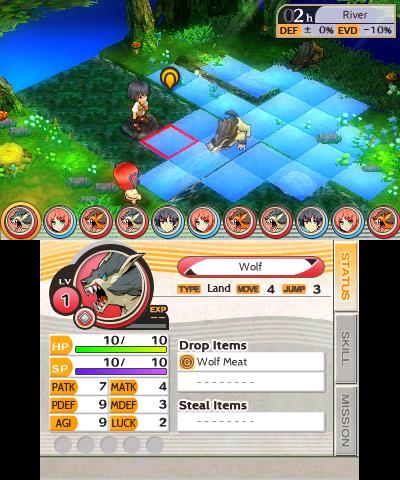 02h River
DEF ± 0% EVD -10%
Wolf
LV
1
TYPE Land MOVE 4 JUMP 3
EXP
--
HP 10/ 10
SP 10/ 10
Drop Items
G Wolf Meat
--------
PATK 7 MATK 4
PDEF 9 MDEF 3
AGI 9 LUCK 2
Steal Items
--------
STATUS
SKILL
MISSION